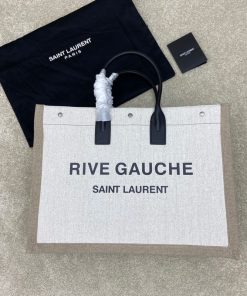 SAINT LAURENT
PARIS
RIVE GAUCHE
SAINT LAURENT